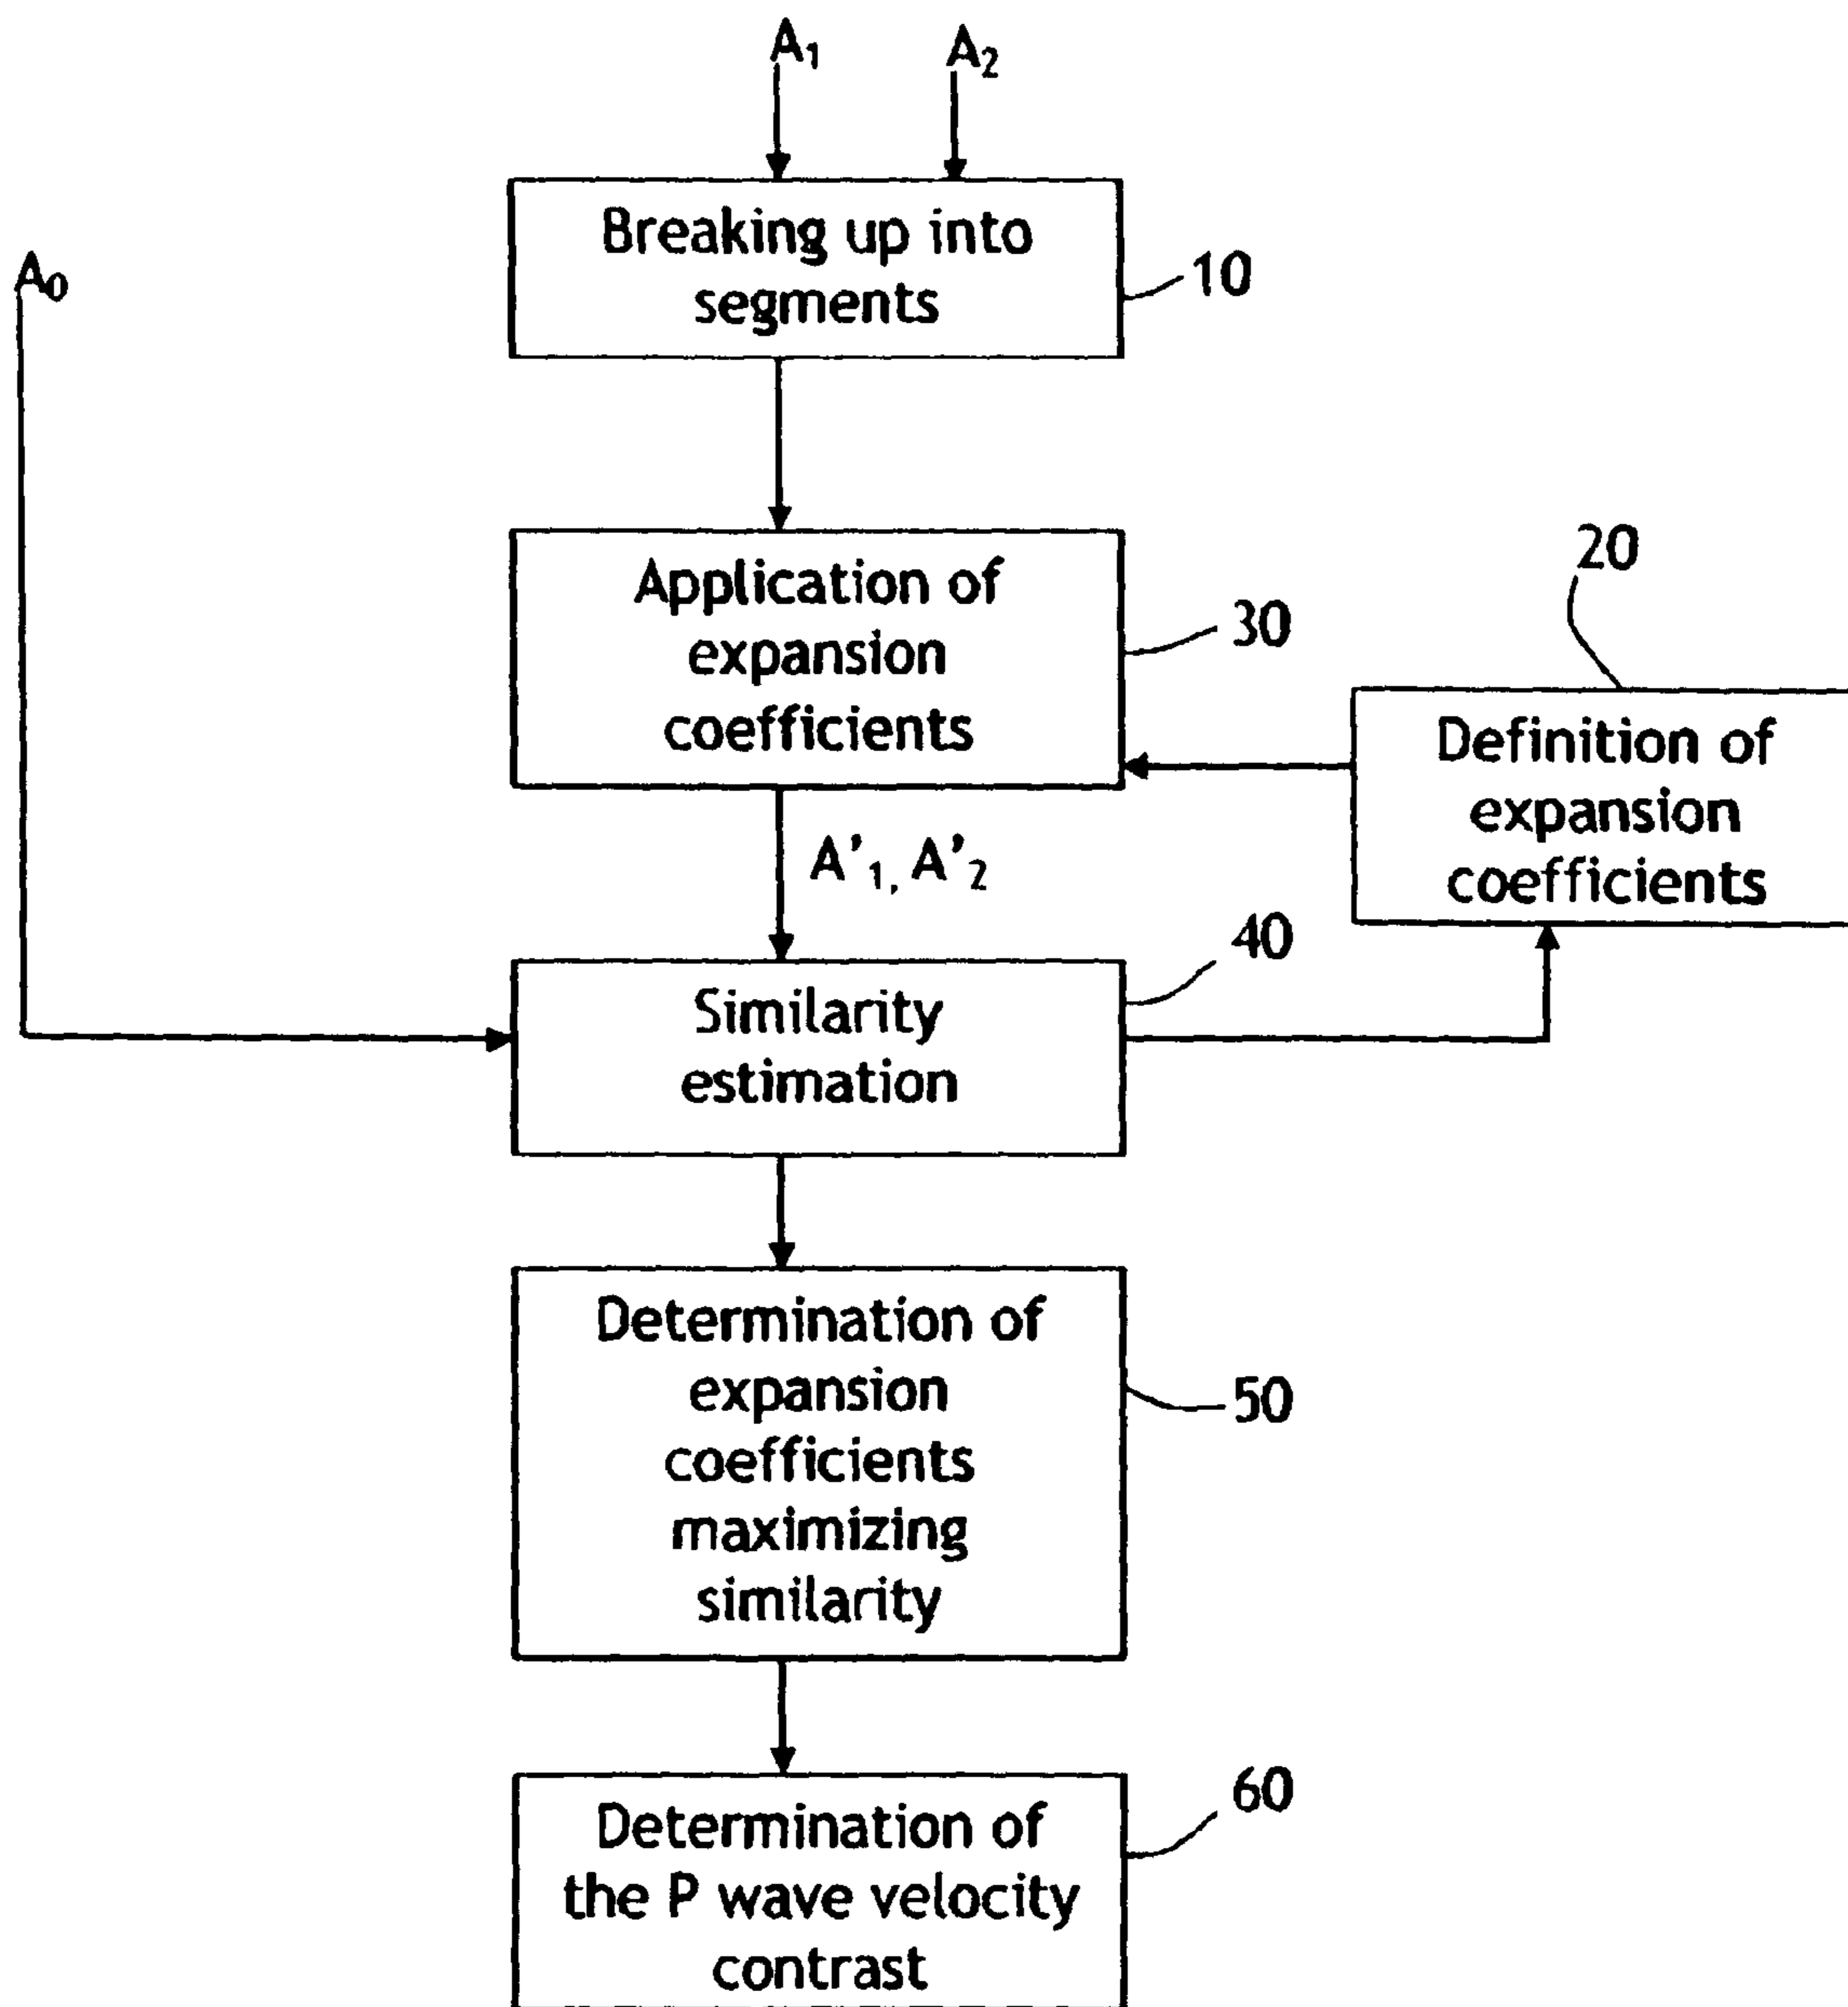 A1 A2
Breaking up into
segments
10
A0
Application of
expansion
coefficients
30
20
Definition of
expansion
coefficients
A'1, A'2
40
Similarity
estimation
Determination of
expansion
coefficients
maximizing
similarity
50
Determination of
the P wave velocity
contrast
60